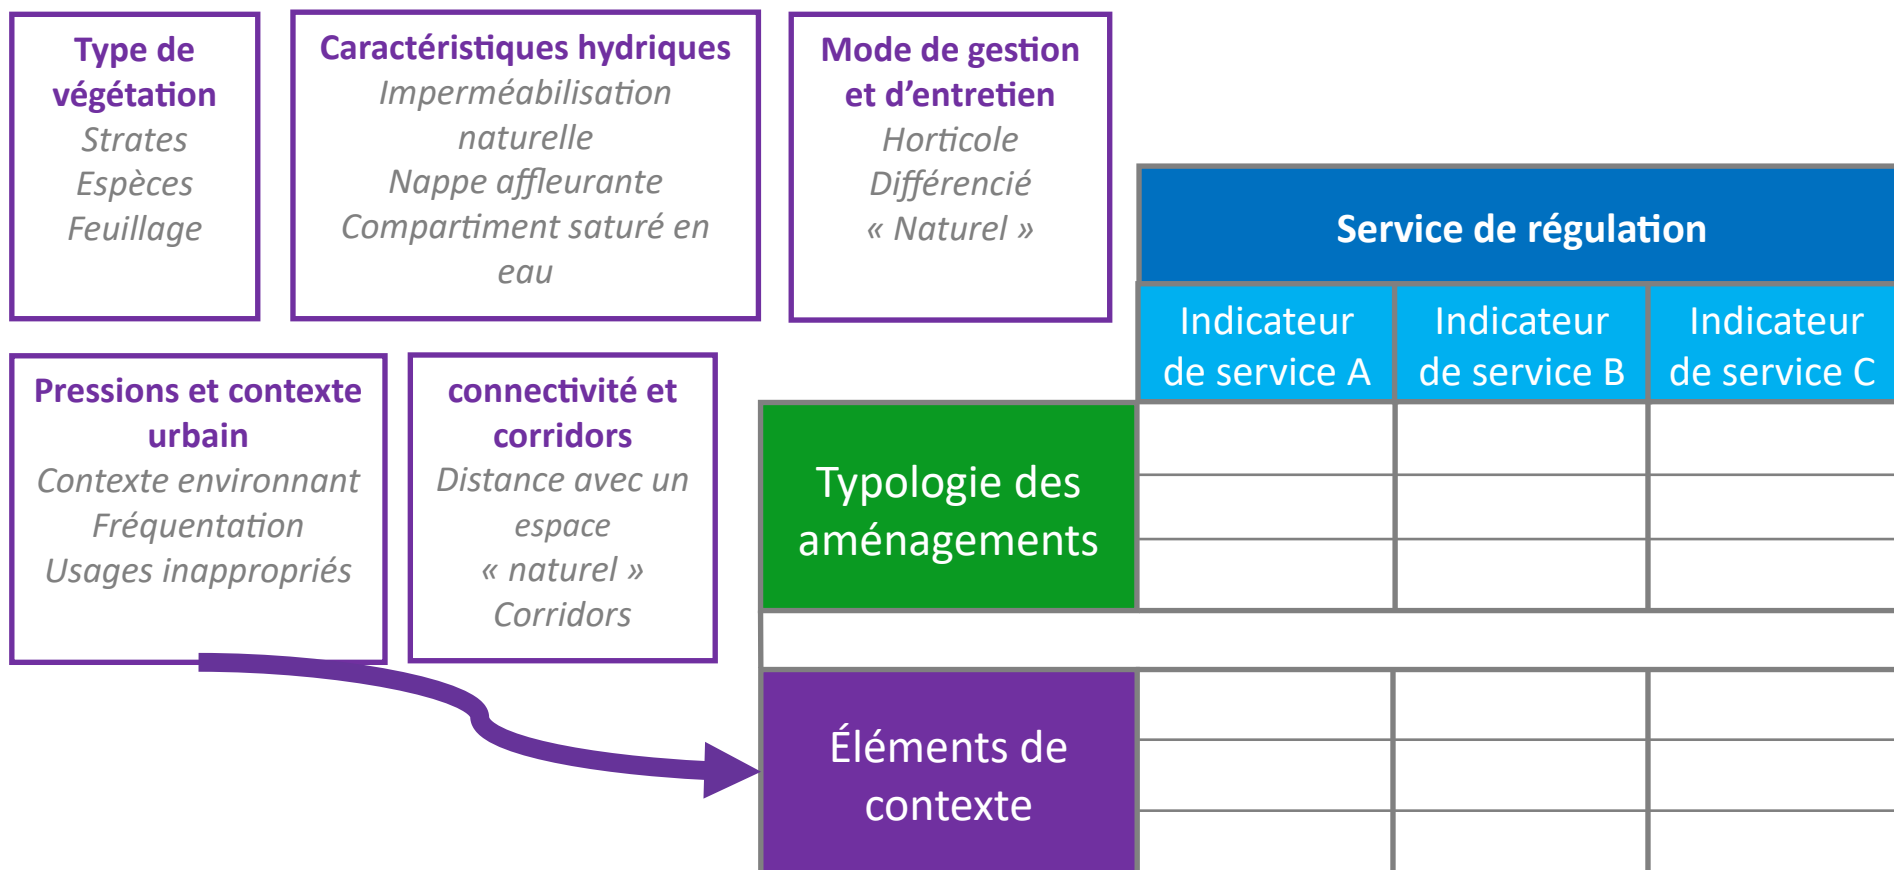 Type de
végétation
Strates
Espèces
Feuillage
Caractéristiques hydriques
Imperméabilisation
naturelle
Nappe affleurante
Compartiment saturé en
eau
Mode de gestion
et d’entretien
Horticole
Différencié
« Naturel »
Pressions et contexte
urbain
Contexte environnant
Fréquentation
Usages inappropriés
connectivité et
corridors
Distance avec un
espace
« naturel »
Corridors
Service de régulation
Indicateur
de service A
Indicateur
de service B
Indicateur
de service C
Typologie des
aménagements
Éléments de
contexte